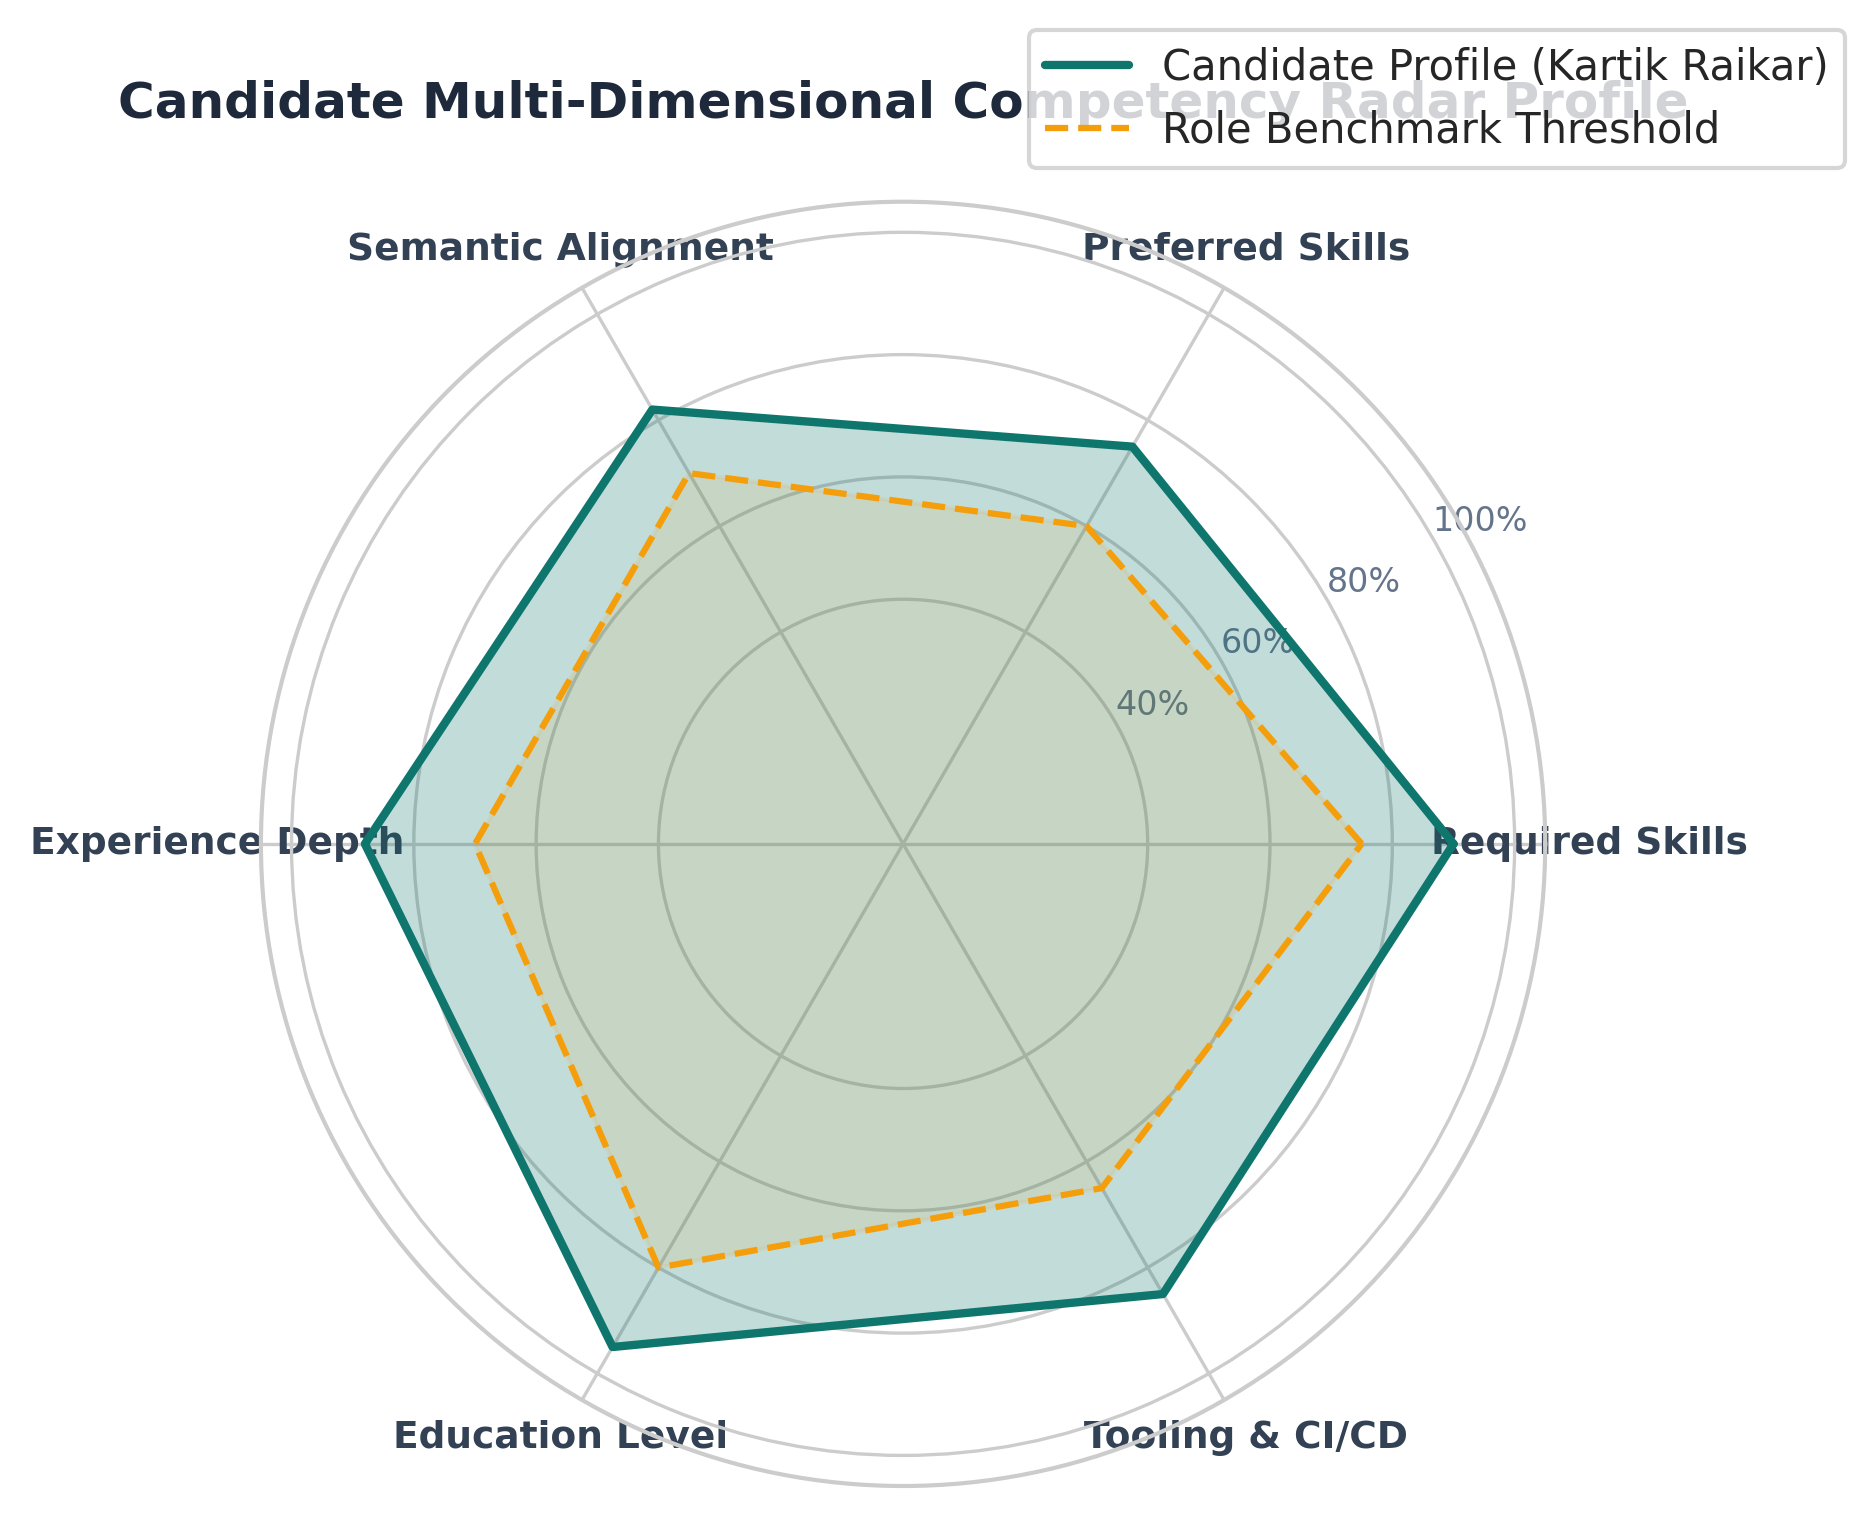 Candidate Profile (Kartik Raikar)
Candidate Multi-Dimensional Competency Radar Profile
Role Benchmark Threshold
Semantic Alignment
Preferred Skills
100%
80%
60%
40%
Experience Depth
Required Skills
Education Level
Tooling & CI/CD